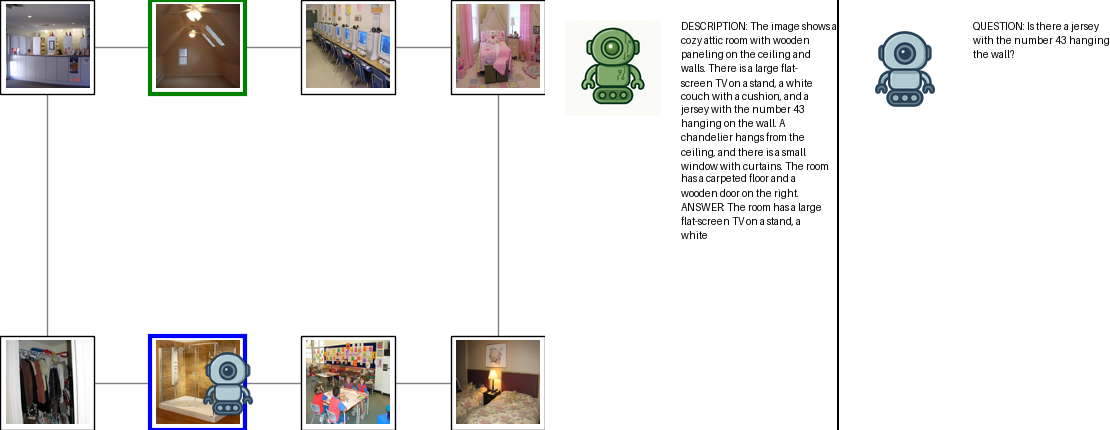 DESCRIPTION: The image shows a
cozy attic room with wooden
paneling on the ceiling and
walls. There is a large flat-
screen TV on a stand, a white
couch with a cushion, and a
jersey with the number 43
hanging on the wall. A
chandelier hangs from the
ceiling, and there is a small
window with curtains. The room
has a carpeted floor and a
wooden door on the right.
ANSWER: The room has a large
flat-screen TV on a stand, a
white
QUESTION: Is there a jersey
with the number 43 hanging
the wall?